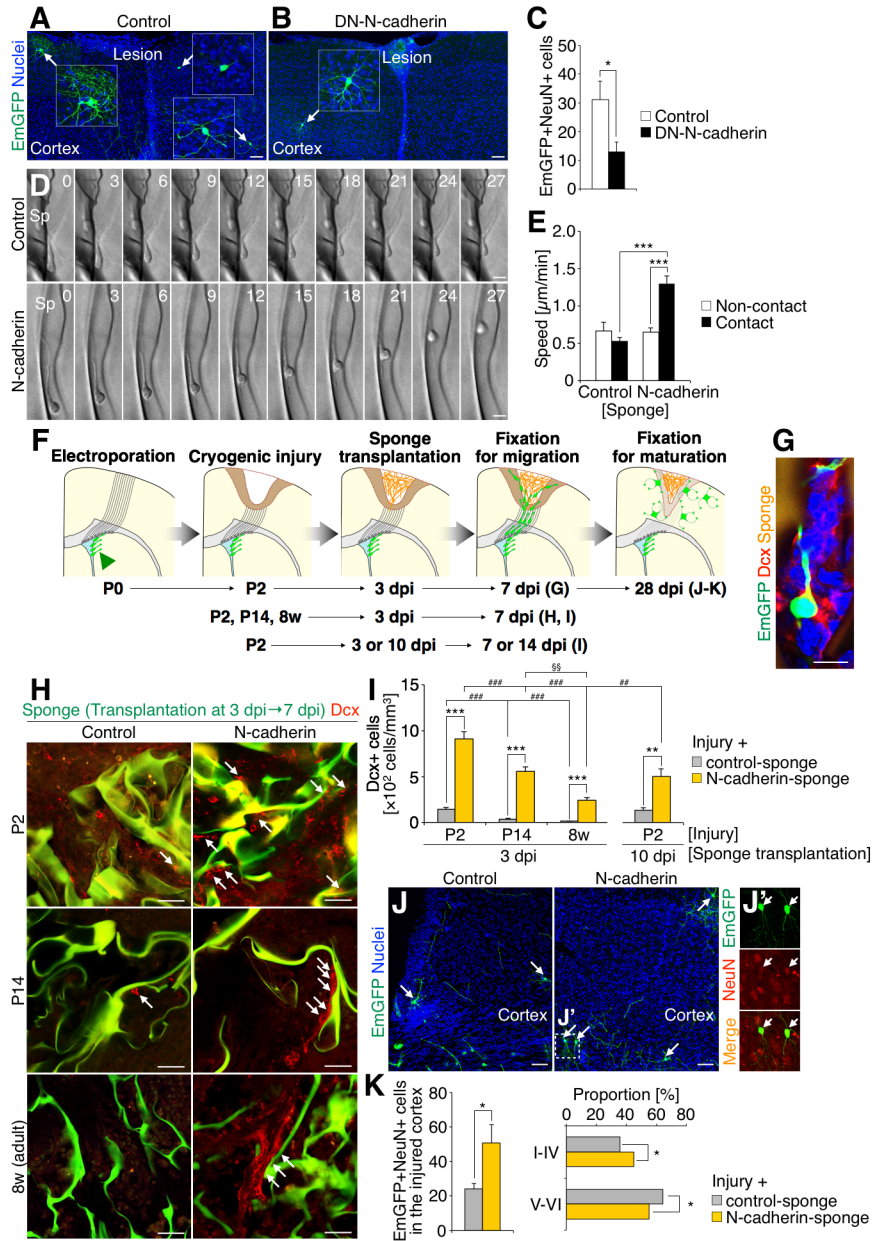 A
Control
EmGFP Nuclei
Lesion
Cortex
B
DN-N-cadherin
Lesion
Cortex
C
EmGFP+NeuN+ cells
50
40
30
20
10
0
*
Control
DN-N-cadherin
D
Control
Sp
0 3 6 9 12 15 18 21 24 27
N-cadherin
Sp
0 3 6 9 12 15 18 21 24 27
E
Speed [µm/min]
2.0
1.5
1.0
0.5
0
***
***
Non-contact
Contact
Control N-cadherin
[Sponge]
F
Electroporation
Cryogenic injury
Sponge
transplantation
Fixation
for migration
Fixation
for maturation
P0 P2 3 dpi 7 dpi (G) 28 dpi (J-K)
P2, P14, 8w 3 dpi 7 dpi (H, I)
P2 3 or 10 dpi 7 or 14 dpi (I)
G
EmGFP Dcx Sponge
H
Sponge (Transplantation at 3 dpi→7 dpi) Dcx
Control N-cadherin
P2
P14
8w (adult)
I
Dcx+ cells
[×10² cells/mm³]
15
10
5
0
§§
### ### ##
### ###
*** *** *** **
P2 P14 8w P2 [Injury]
3 dpi 10 dpi [Sponge transplantation]
Injury +
control-sponge
N-cadherin-sponge
J
Control N-cadherin
EmGFP Nuclei
Cortex
Cortex
J'
J'
EmGFP
NeuN
Merge
K
EmGFP+NeuN+ cells
in the injured cortex
80
60
40
20
0
*
Proportion [%]
0 20 40 60 80
I-IV
*
V-VI
*
Injury +
control-sponge
N-cadherin-sponge